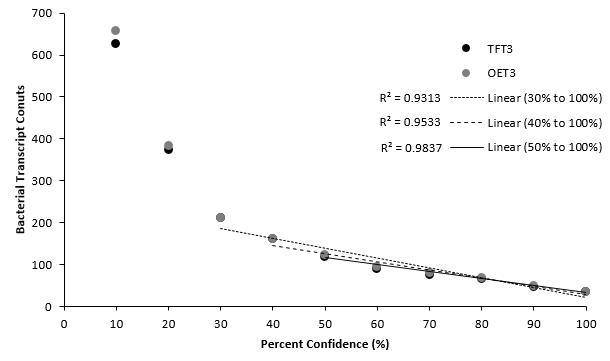 700
600
500
400
300
200
100
0
Bacterial Transcript Conuts
TFT3
OET3
R² = 0.9313 Linear (30% to 100%)
R² = 0.9533 Linear (40% to 100%)
R² = 0.9837 Linear (50% to 100%)
0 10 20 30 40 50 60 70 80 90 100
Percent Confidence (%)